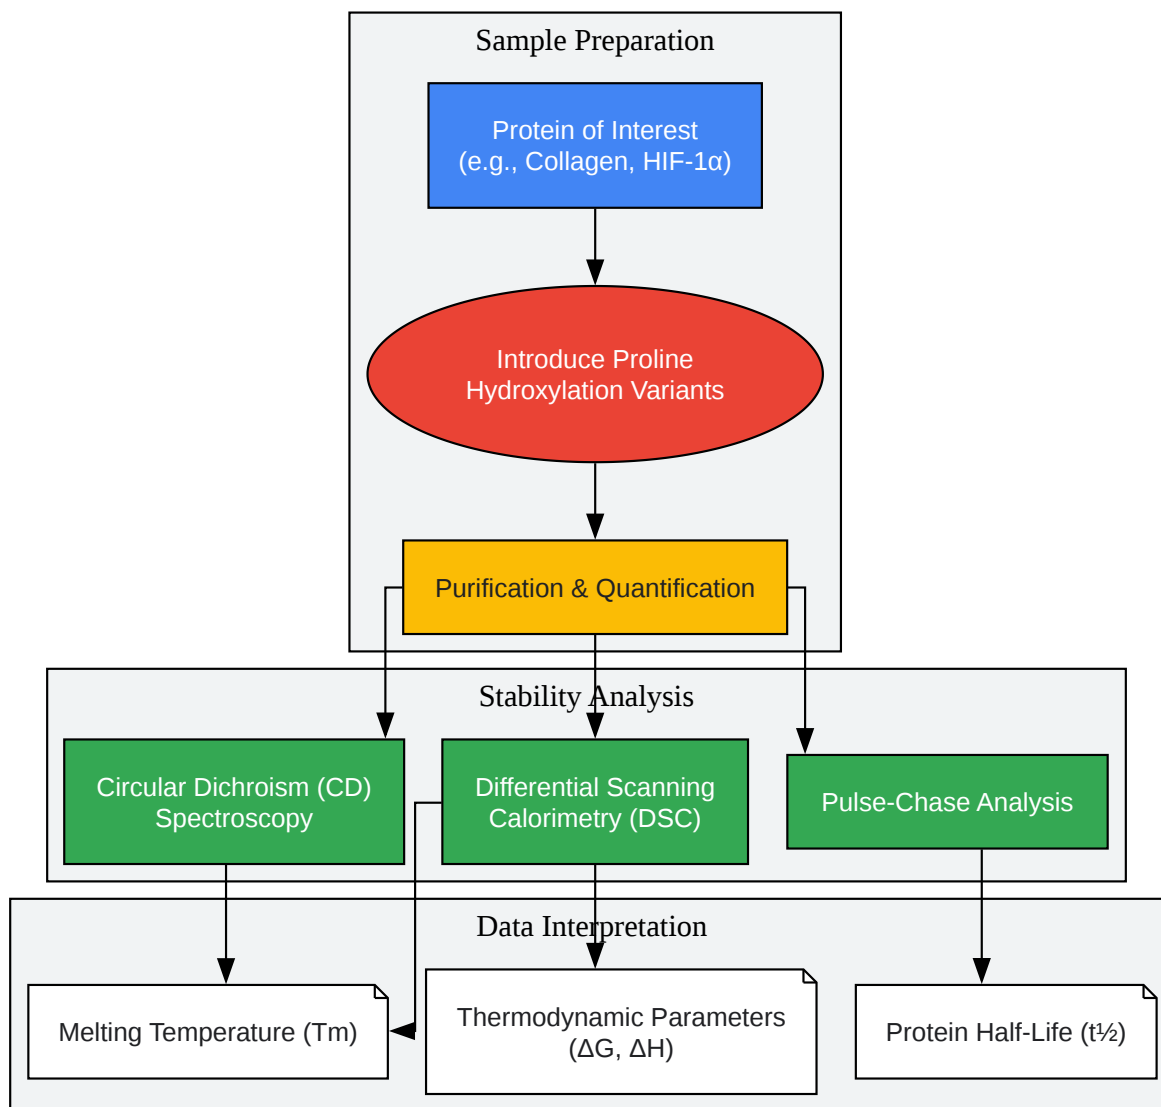 Sample Preparation
Protein of Interest
(e.g., Collagen, HIF-1α)
Introduce Proline
Hydroxylation Variants
Purification & Quantification
Stability Analysis
Circular Dichroism (CD)
Spectroscopy
Differential Scanning
Calorimetry (DSC)
Pulse-Chase Analysis
Data Interpretation
Melting Temperature (Tm)
Thermodynamic Parameters
(ΔG, ΔH)
Protein Half-Life (t½)